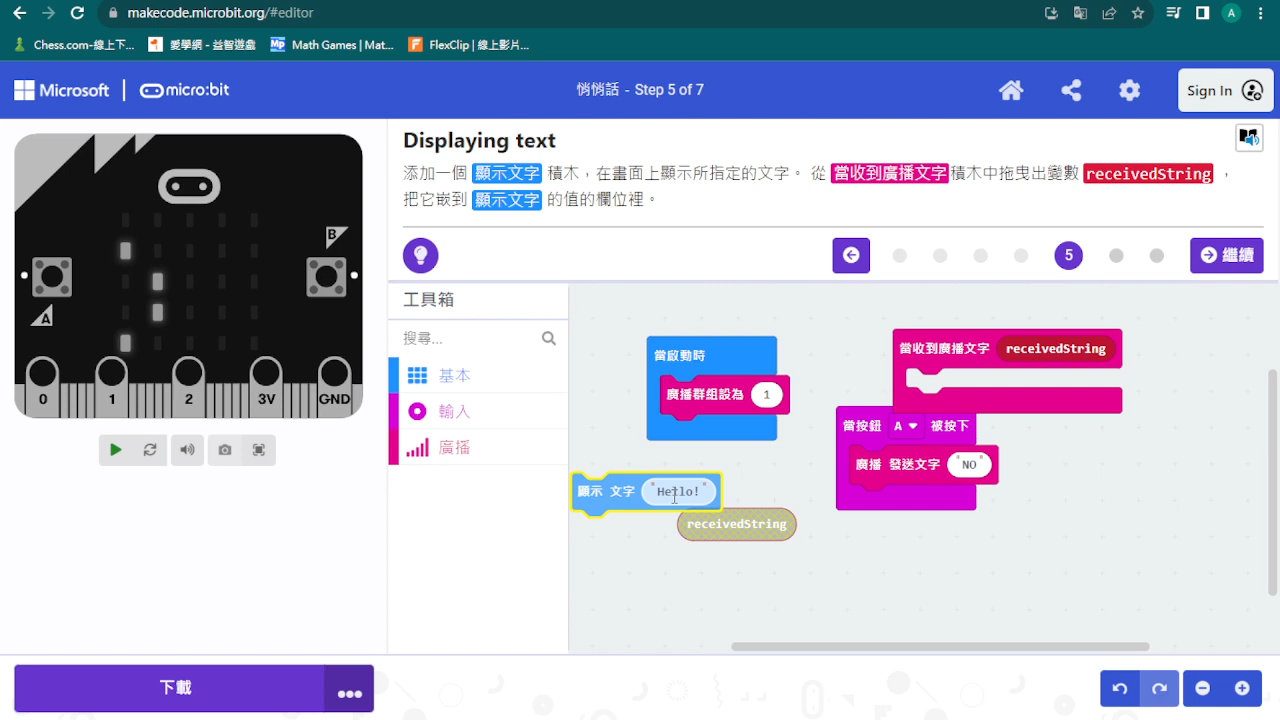 makecode.microbit.org/#editor
A
Chess.com-線上下...
愛學網 - 益智遊戲
Mp Math Games | Mat...
FlexClip | 線上影片...
Microsoft | micro:bit
悄悄話 - Step 5 of 7
Sign In
Displaying text
添加一個 顯示文字 積木，在畫面上顯示所指定的文字。 從 當收到廣播文字 積木中拖曳出變數 receivedString ，
把它嵌到 顯示文字 的值的欄位裡。
5
繼續
工具箱
搜尋...
基本
輸入
廣播
B
A
0 1 2 3V GND
當啟動時
廣播群組設為 1
當收到廣播文字 receivedString
當按鈕 A 被按下
廣播 發送文字 "NO"
顯示 文字 "Hello!"
receivedString
下載